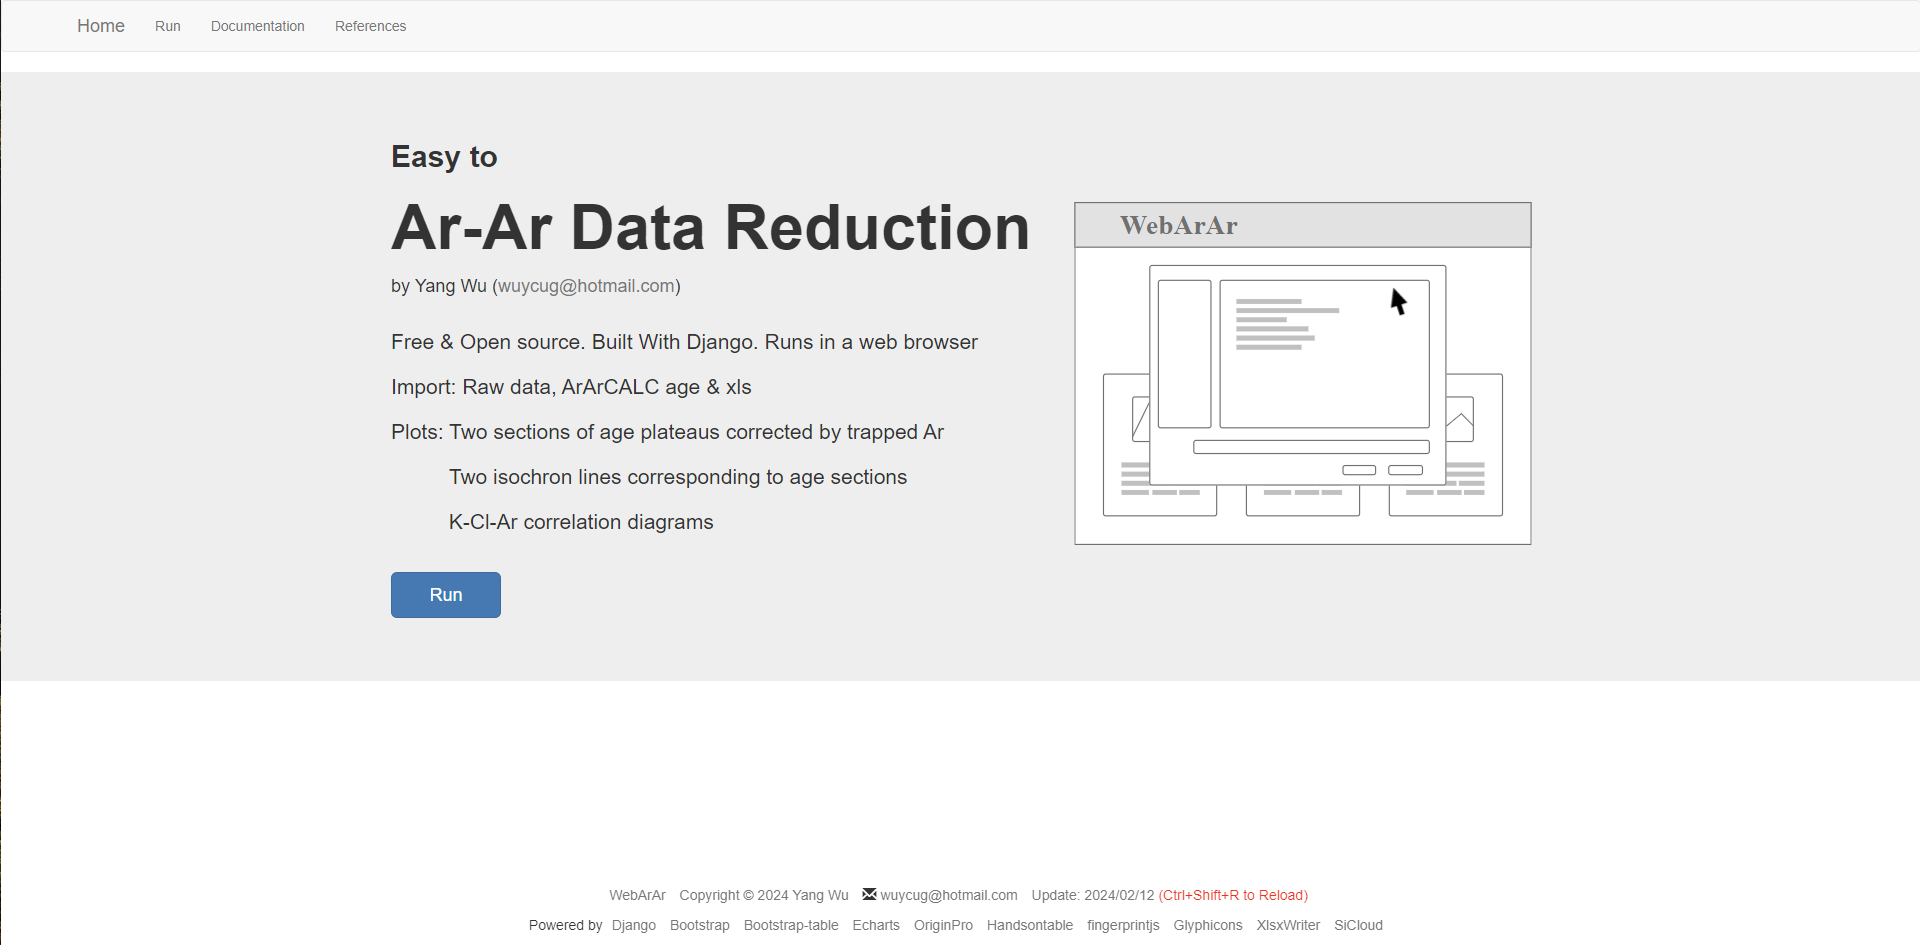 Home Run Documentation References
Easy to
Ar-Ar Data Reduction
by Yang Wu (wuycug@hotmail.com)
Free & Open source. Built With Django. Runs in a web browser
Import: Raw data, ArArCALC age & xls
Plots: Two sections of age plateaus corrected by trapped Ar
Two isochron lines corresponding to age sections
K-Cl-Ar correlation diagrams
Run
WebArAr
WebArAr Copyright © 2024 Yang Wu wuycug@hotmail.com Update: 2024/02/12 (Ctrl+Shift+R to Reload)
Powered by Django Bootstrap Bootstrap-table Echarts OriginPro Handsontable fingerprintjs Glyphicons XlsxWriter SiCloud